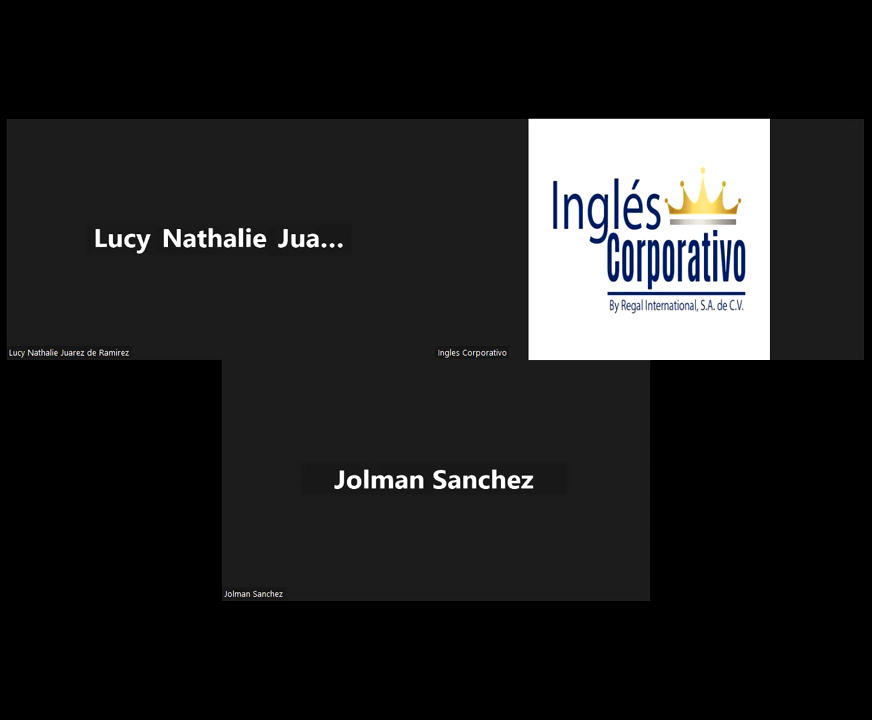 Lucy Nathalie Jua...
Lucy Nathalie Juarez de Ramirez
Inglés
Corporativo
By Regal International, S.A. de C.V.
Ingles Corporativo
Jolman Sanchez
Jolman Sanchez